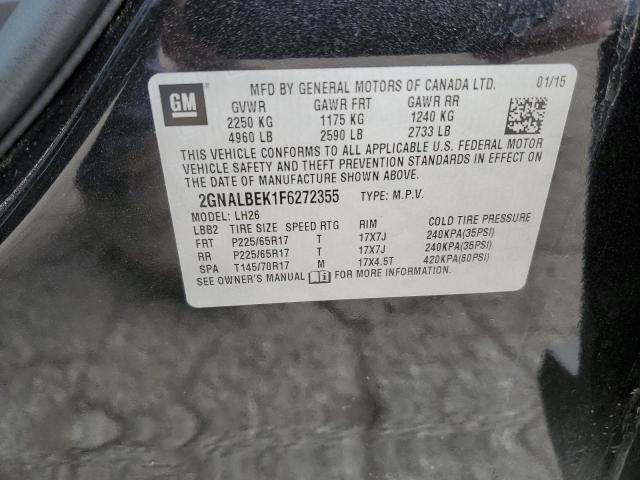 GM
MFD BY GENERAL MOTORS OF CANADA LTD. 01/15
GVWR GAWR FRT GAWR RR
2250 KG 1175 KG 1240 KG
4960 LB 2590 LB 2733 LB
THIS VEHICLE CONFORMS TO ALL APPLICABLE U.S. FEDERAL MOTOR
VEHICLE SAFETY AND THEFT PREVENTION STANDARDS IN EFFECT ON
THE DATE OF MANUFACTURE SHOWN ABOVE.
2GNALBEK1F6272355 TYPE: M.P.V.
MODEL: LH26
LBB2 TIRE SIZE SPEED RTG RIM COLD TIRE PRESSURE
FRT P225/65R17 T 17X7J 240KPA(35PSI)
RR P225/65R17 T 17X7J 240KPA(35PSI)
SPA T145/70R17 M 17X4.5T 420KPA(60PSI)
SEE OWNER'S MANUAL FOR MORE INFORMATION.